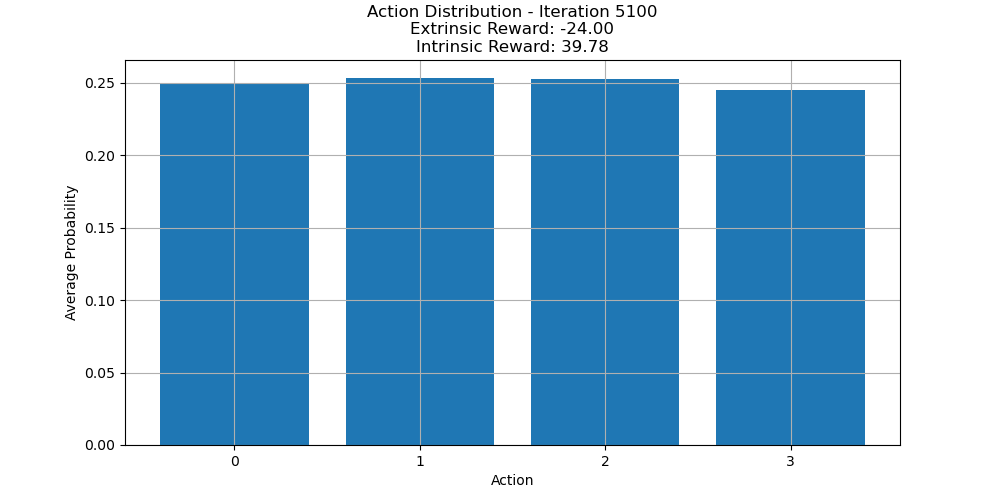 Action Distribution - Iteration 5100
Extrinsic Reward: -24.00
Intrinsic Reward: 39.78
Average Probability
0.25
0.20
0.15
0.10
0.05
0.00
0 1 2 3
Action